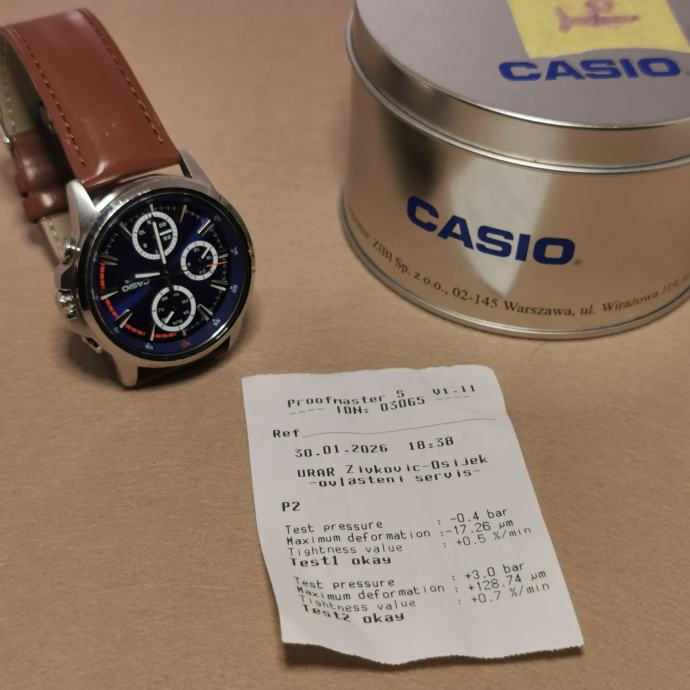 CASIO
CASIO
ZIBI Sp. z o.o., 02-145 Warszawa, ul. Wirażowa 119,
CASIO
Proofmaster S V1.11
---- IDN: 03065 ----
Ref
30.01.2026 18:38
URAR Zivkovic-Osijek
-ovlasteni servis-
P2
Test pressure : -0.4 bar
Maximum deformation :-17.26 µm
Tightness value : +0.5 %/min
Test1 okay
Test pressure : +3.0 bar
Maximum deformation : +128.74 µm
Tightness value : +0.7 %/min
Test2 okay